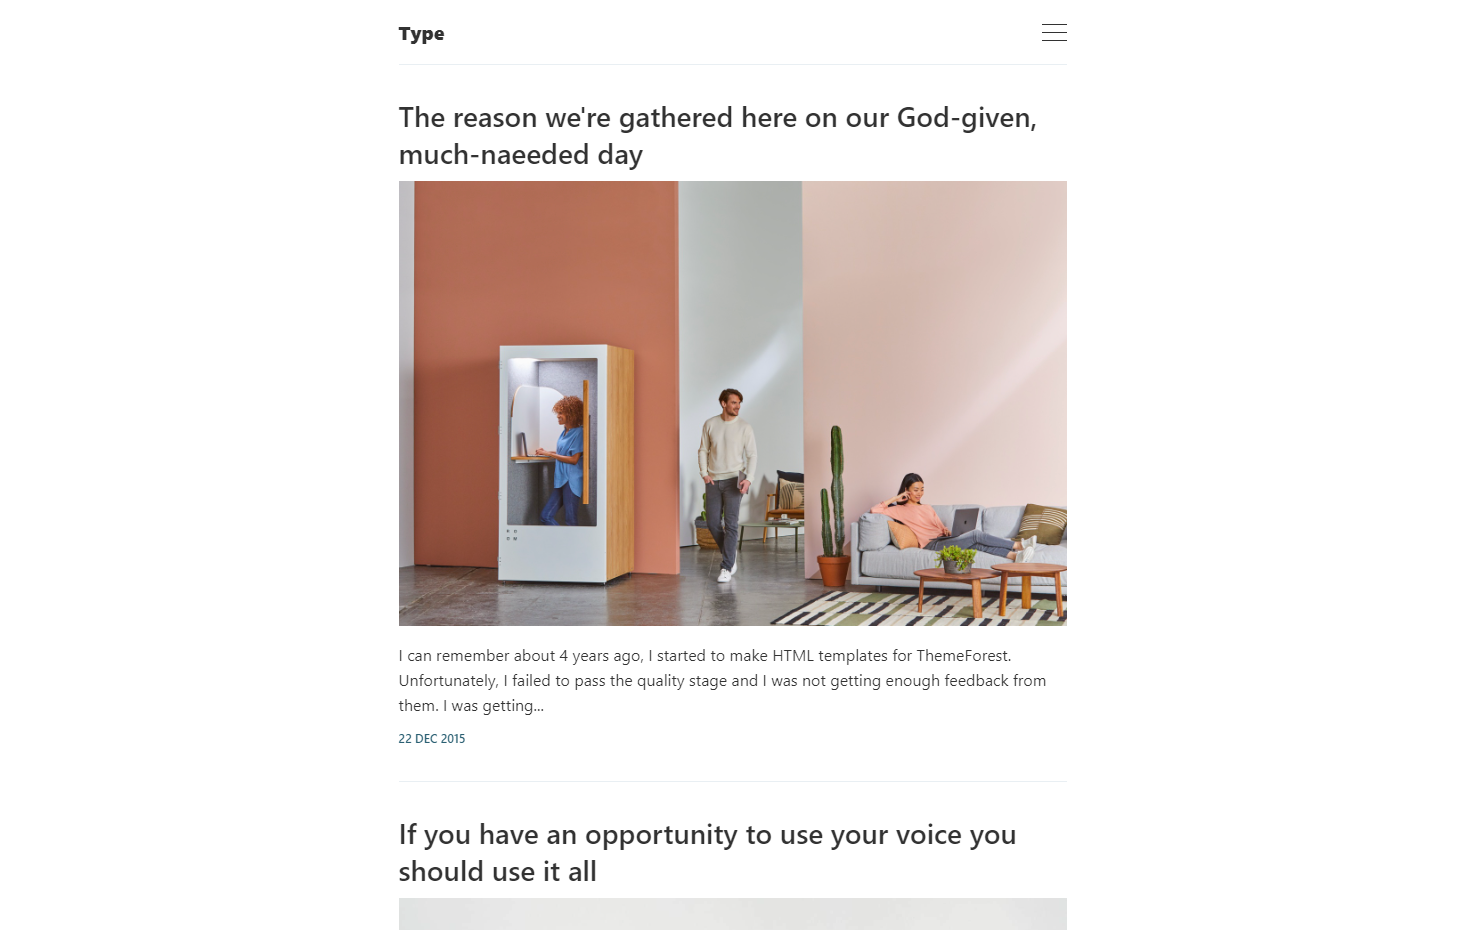 Type
The reason we're gathered here on our God-given,
much-naeeded day
I can remember about 4 years ago, I started to make HTML templates for ThemeForest.
Unfortunately, I failed to pass the quality stage and I was not getting enough feedback from
them. I was getting...
22 DEC 2015
If you have an opportunity to use your voice you
should use it all